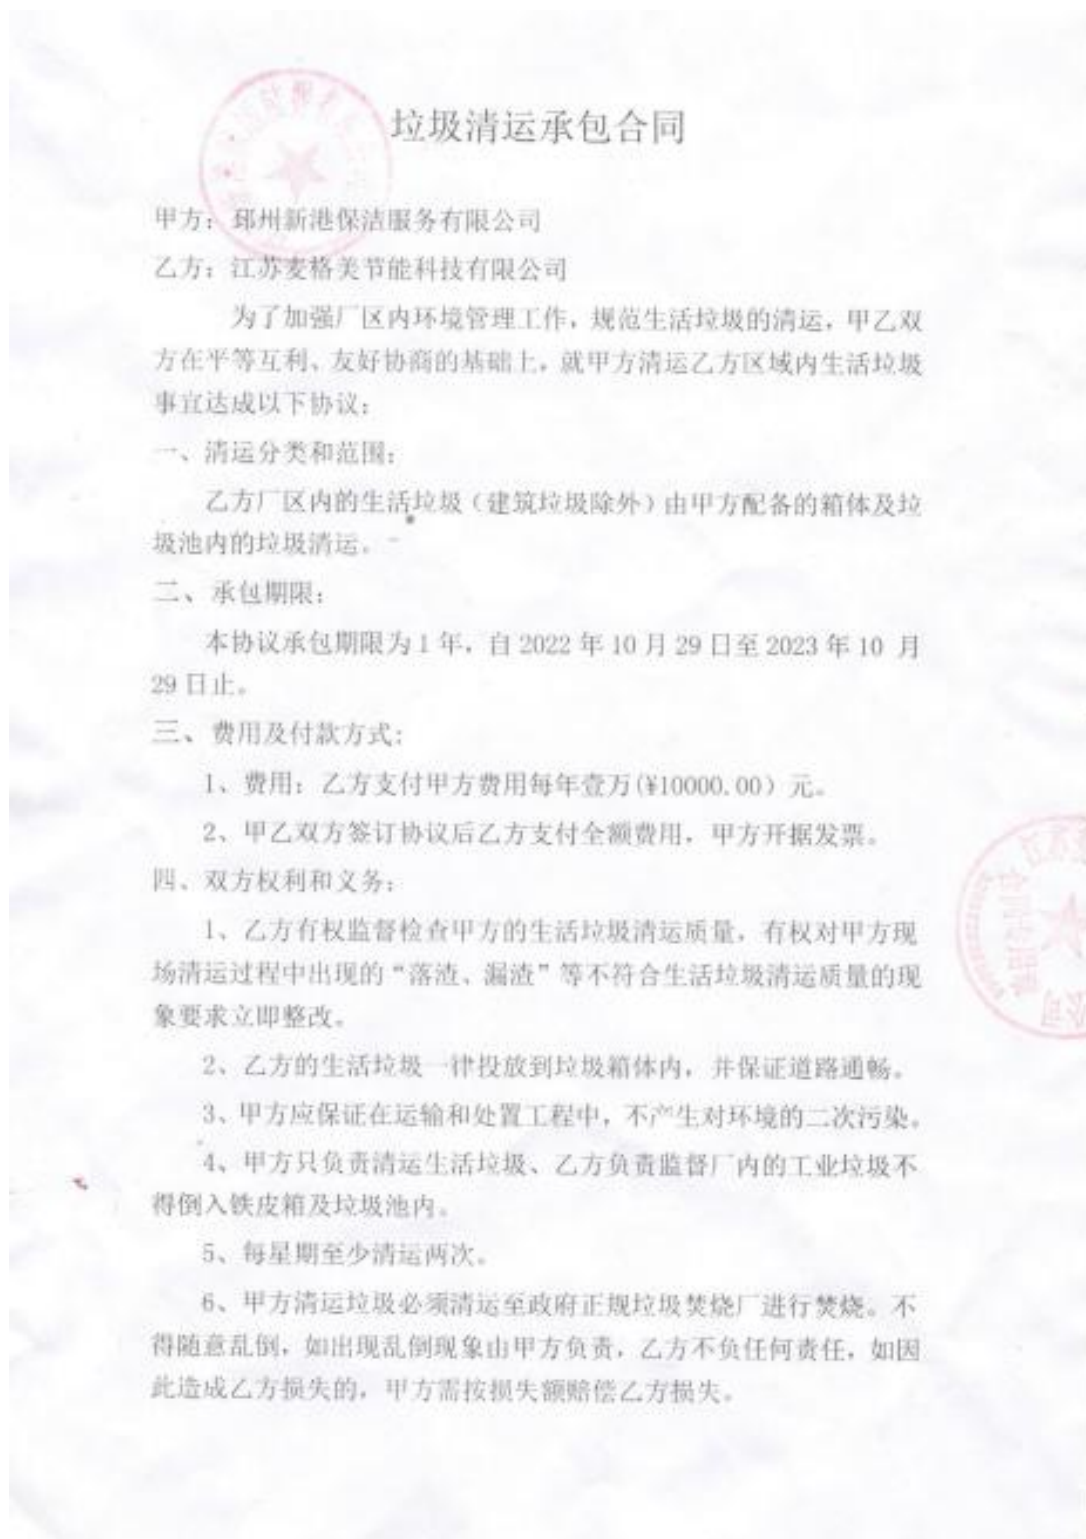 垃圾清运承包合同
甲方：邳州新港保洁服务有限公司
乙方：江苏麦格美节能科技有限公司
为了加强厂区内环境管理工作，规范生活垃圾的清运，甲乙双
方在平等互利、友好协商的基础上，就甲方清运乙方区域内生活垃圾
事宜达成以下协议：
一、清运分类和范围：
乙方厂区内的生活垃圾（建筑垃圾除外）由甲方配备的箱体及垃
圾池内的垃圾清运。
二、承包期限：
本协议承包期限为1年，自2022年10月29日至2023年10 月
29日止。
三、费用及付款方式：
1、费用：乙方支付甲方费用每年壹万(¥10000.00）元。
2、甲乙双方签订协议后乙方支付全额费用，甲方开据发票。
四、双方权利和义务：
1、乙方有权监督检查甲方的生活垃圾清运质量，有权对甲方现
场清运过程中出现的“落渣、漏渣”等不符合生活垃圾清运质量的现
象要求立即整改。
2、乙方的生活垃圾一律投放到垃圾箱体内，并保证道路通畅。
3、甲方应保证在运输和处置工程中，不产生对环境的二次污染。
4、甲方只负责清运生活垃圾、乙方负责监督厂内的工业垃圾不
得倒入铁皮箱及垃圾池内。
5、每星期至少清运两次。
6、甲方清运垃圾必须清运至政府正规垃圾焚烧厂进行焚烧。不
得随意乱倒，如出现乱倒现象由甲方负责，乙方不负任何责任，如因
此造成乙方损失的，甲方需按损失额赔偿乙方损失。